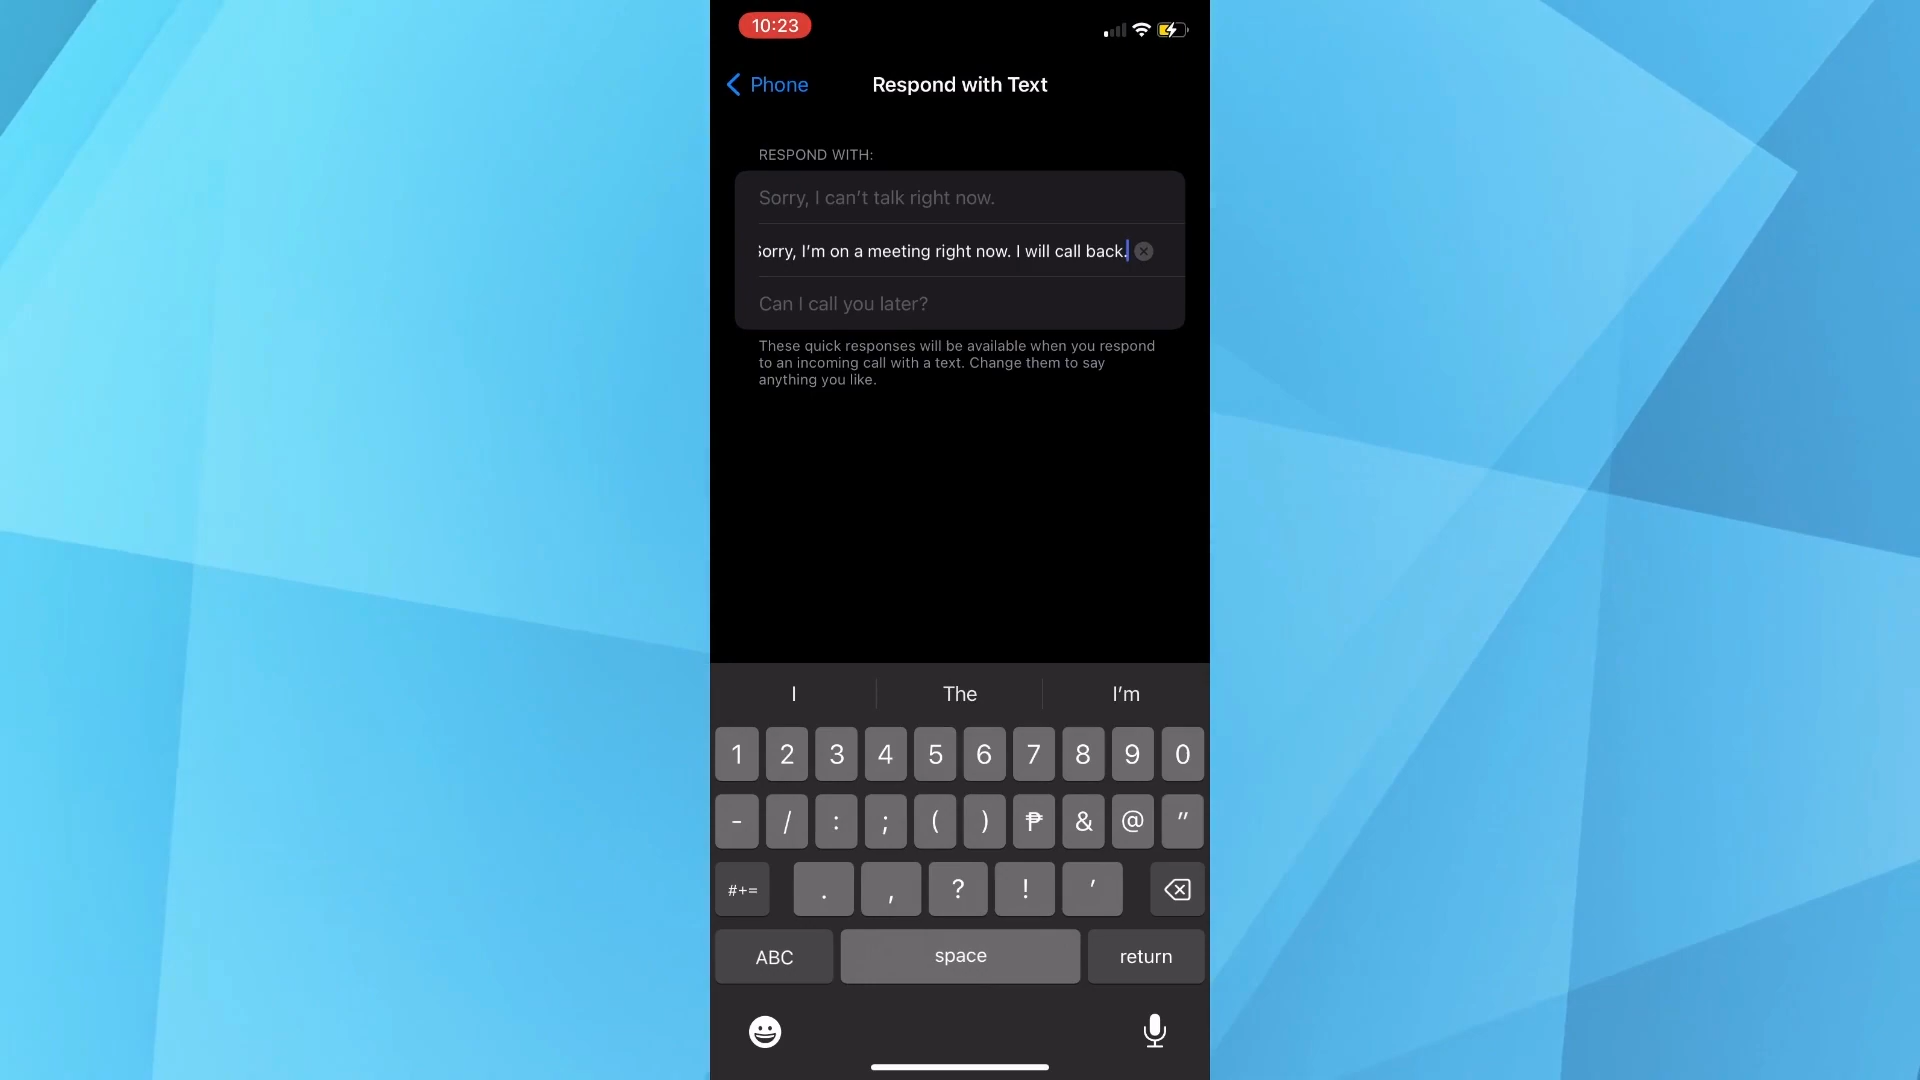 10:23
Phone
Respond with Text
RESPOND WITH:
Sorry, I can’t talk right now.
Sorry, I’m on a meeting right now. I will call back.
Can I call you later?
These quick responses will be available when you respond
to an incoming call with a text. Change them to say
anything you like.
I The I’m
1 2 3 4 5 6 7 8 9 0
- / : ; ( ) ₱ & @ ”
#+= . , ? ! ’
ABC space return